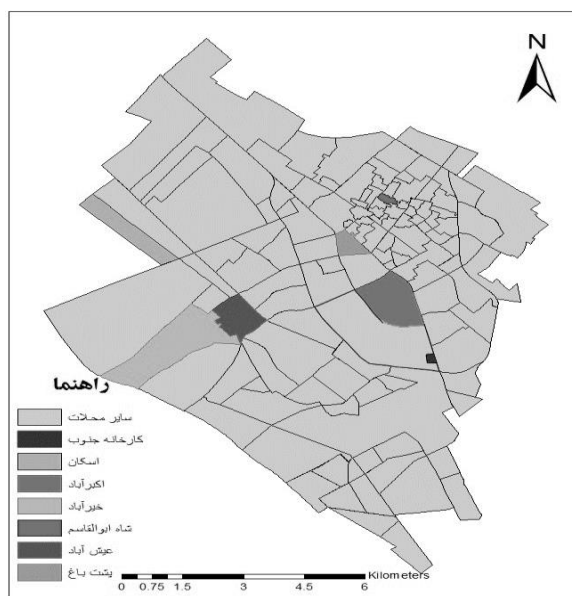 N
راهنما
سایر محلات
کارخانه جنوب
اسکان
اکبرآباد
خیرآباد
شاه ابوالقاسم
عیش آباد
پشت باغ
0 0.75 1.5 3 4.5 6 Kilometers